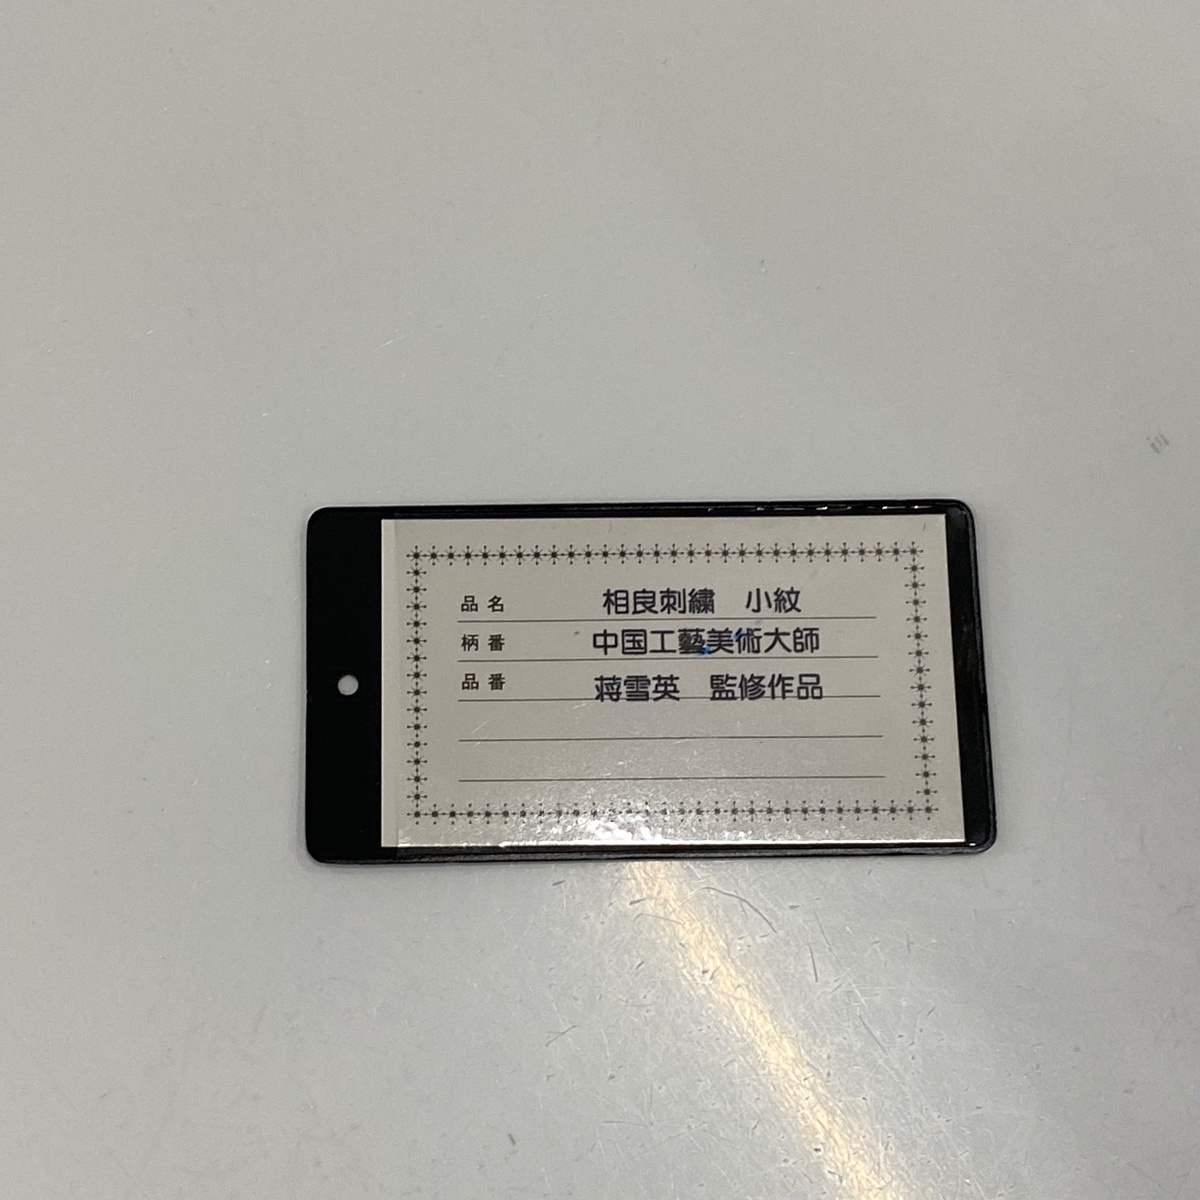 品名 相良刺繍 小紋
柄番 中国工藝美術大師
品番 蒋雪英 監修作品